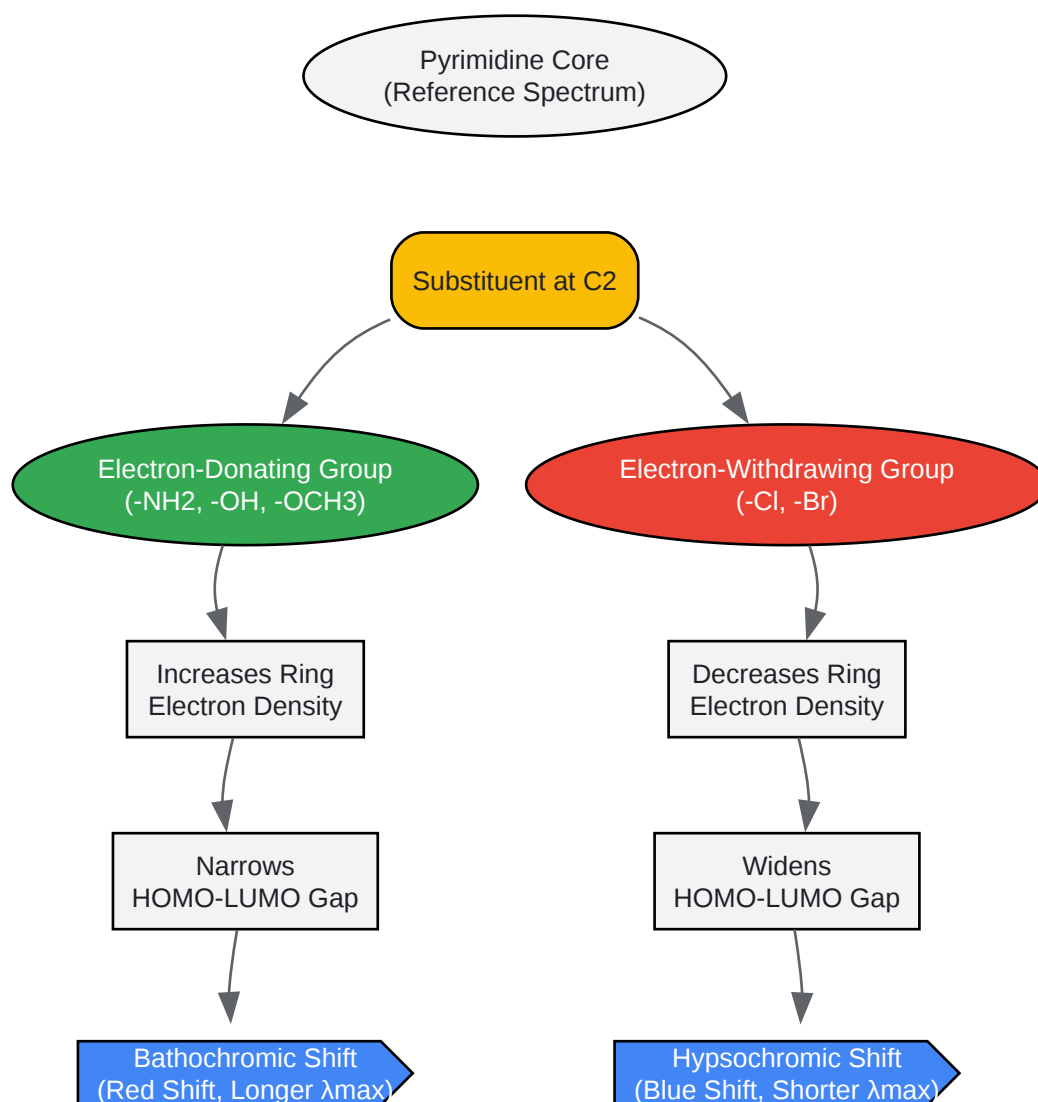 Pyrimidine Core
(Reference Spectrum)
Substituent at C2
Electron-Donating Group
(-NH2, -OH, -OCH3)
Electron-Withdrawing Group
(-Cl, -Br)
Increases Ring
Electron Density
Decreases Ring
Electron Density
Narrows
HOMO-LUMO Gap
Widens
HOMO-LUMO Gap
Bathochromic Shift
(Red Shift, Longer λmax)
Hypsochromic Shift
(Blue Shift, Shorter λmax)